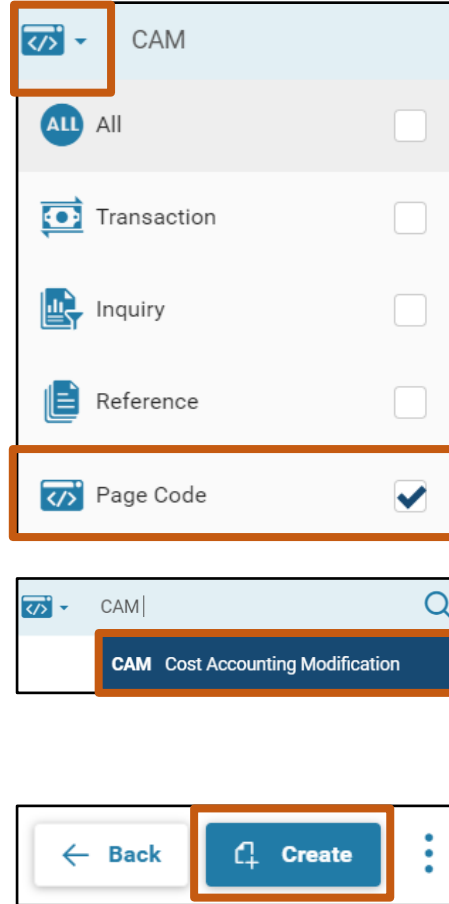 </> CAM
ALL All
Transaction
Inquiry
Reference
</> Page Code
</> CAM
CAM Cost Accounting Modification
Back Create